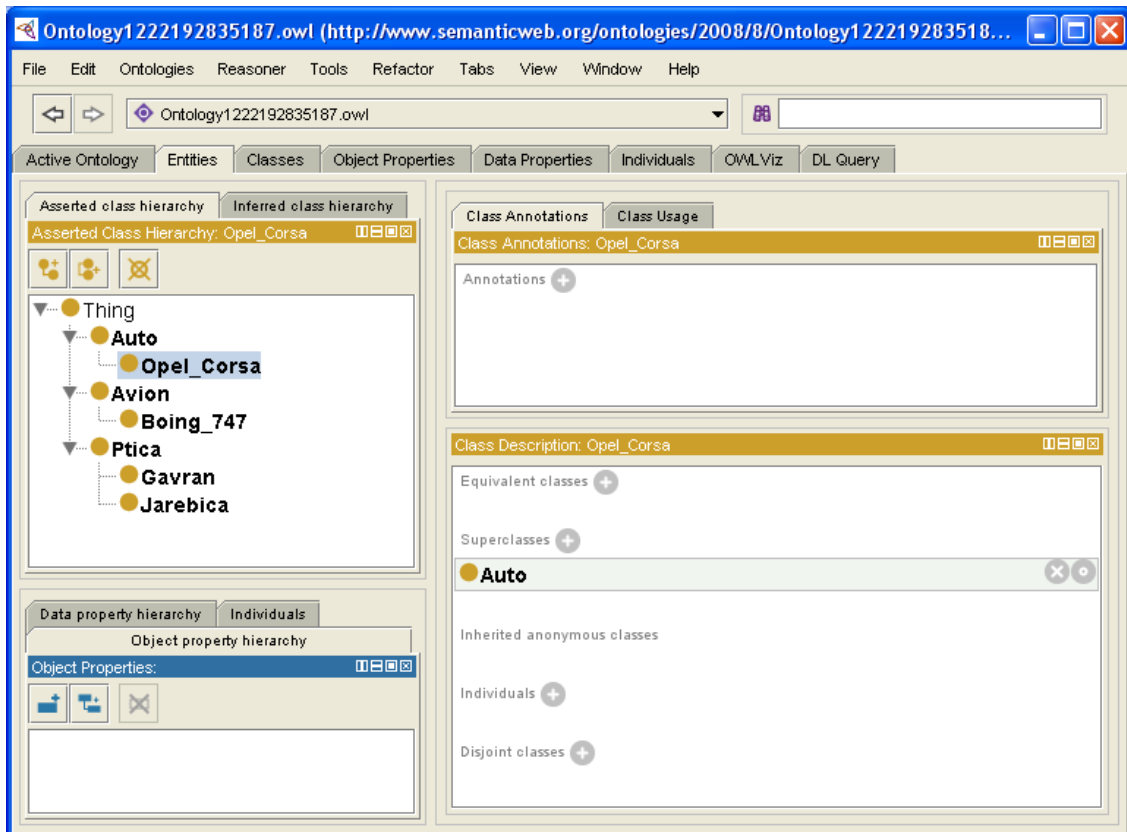 Ontology1222192835187.owl (http://www.semanticweb.org/ontologies/2008/8/Ontology122219283518...
File Edit Ontologies Reasoner Tools Refactor Tabs View Window Help
Ontology1222192835187.owl
Active Ontology Entities Classes Object Properties Data Properties Individuals OWLViz DL Query
Asserted class hierarchy Inferred class hierarchy
Asserted Class Hierarchy: Opel_Corsa
Thing
Auto
Opel_Corsa
Avion
Boing_747
Ptica
Gavran
Jarebica
Data property hierarchy Individuals
Object property hierarchy
Object Properties:
Class Annotations Class Usage
Class Annotations: Opel_Corsa
Annotations
Class Description: Opel_Corsa
Equivalent classes
Superclasses
Auto
Inherited anonymous classes
Individuals
Disjoint classes